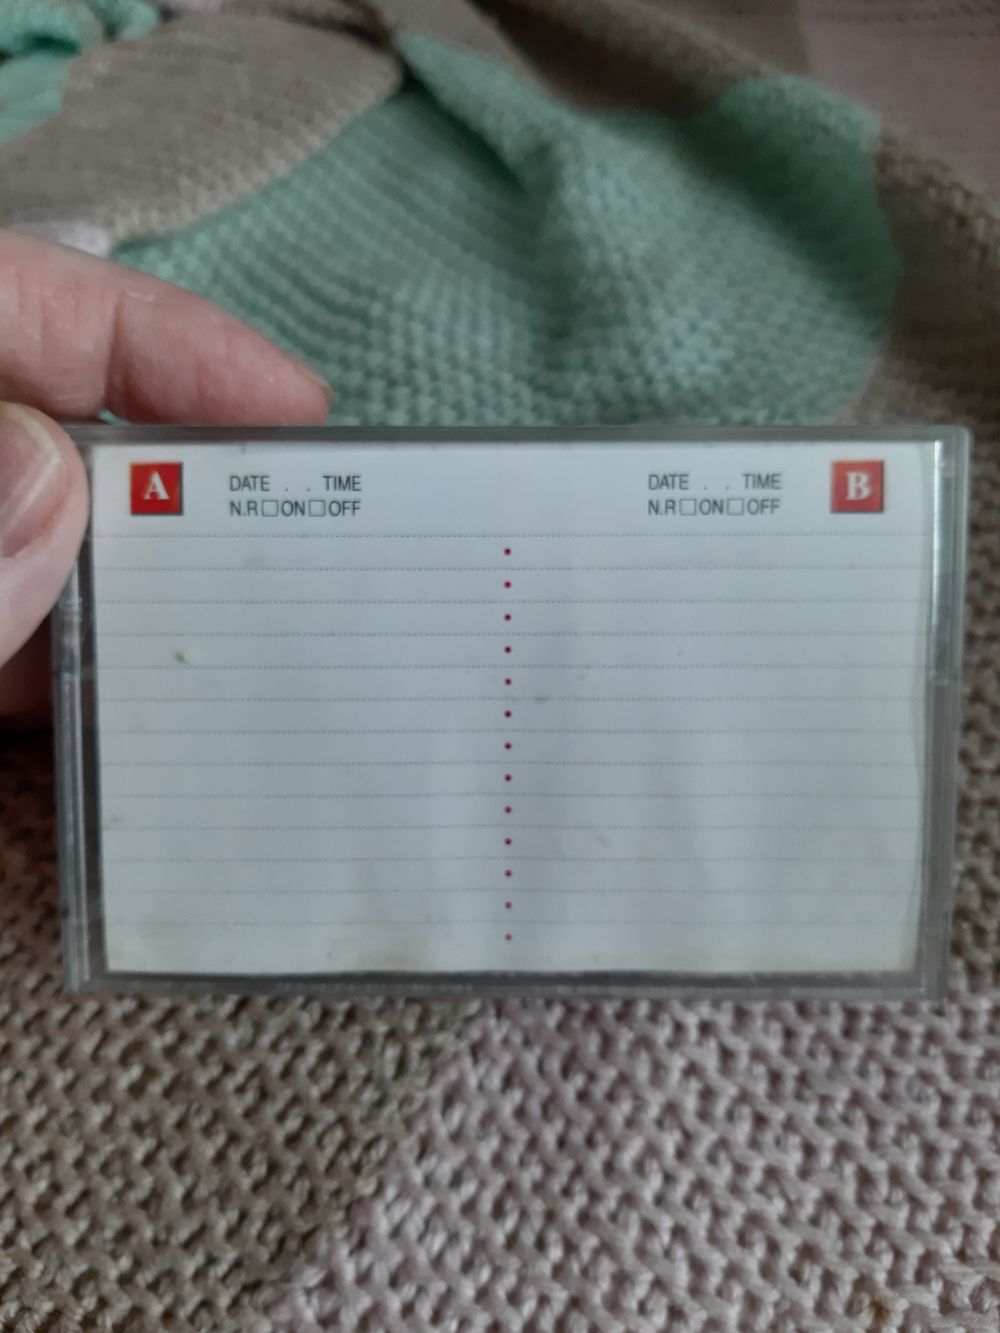 A
DATE . . TIME
N.R□ON□OFF
DATE . . TIME
N.R□ON□OFF
B